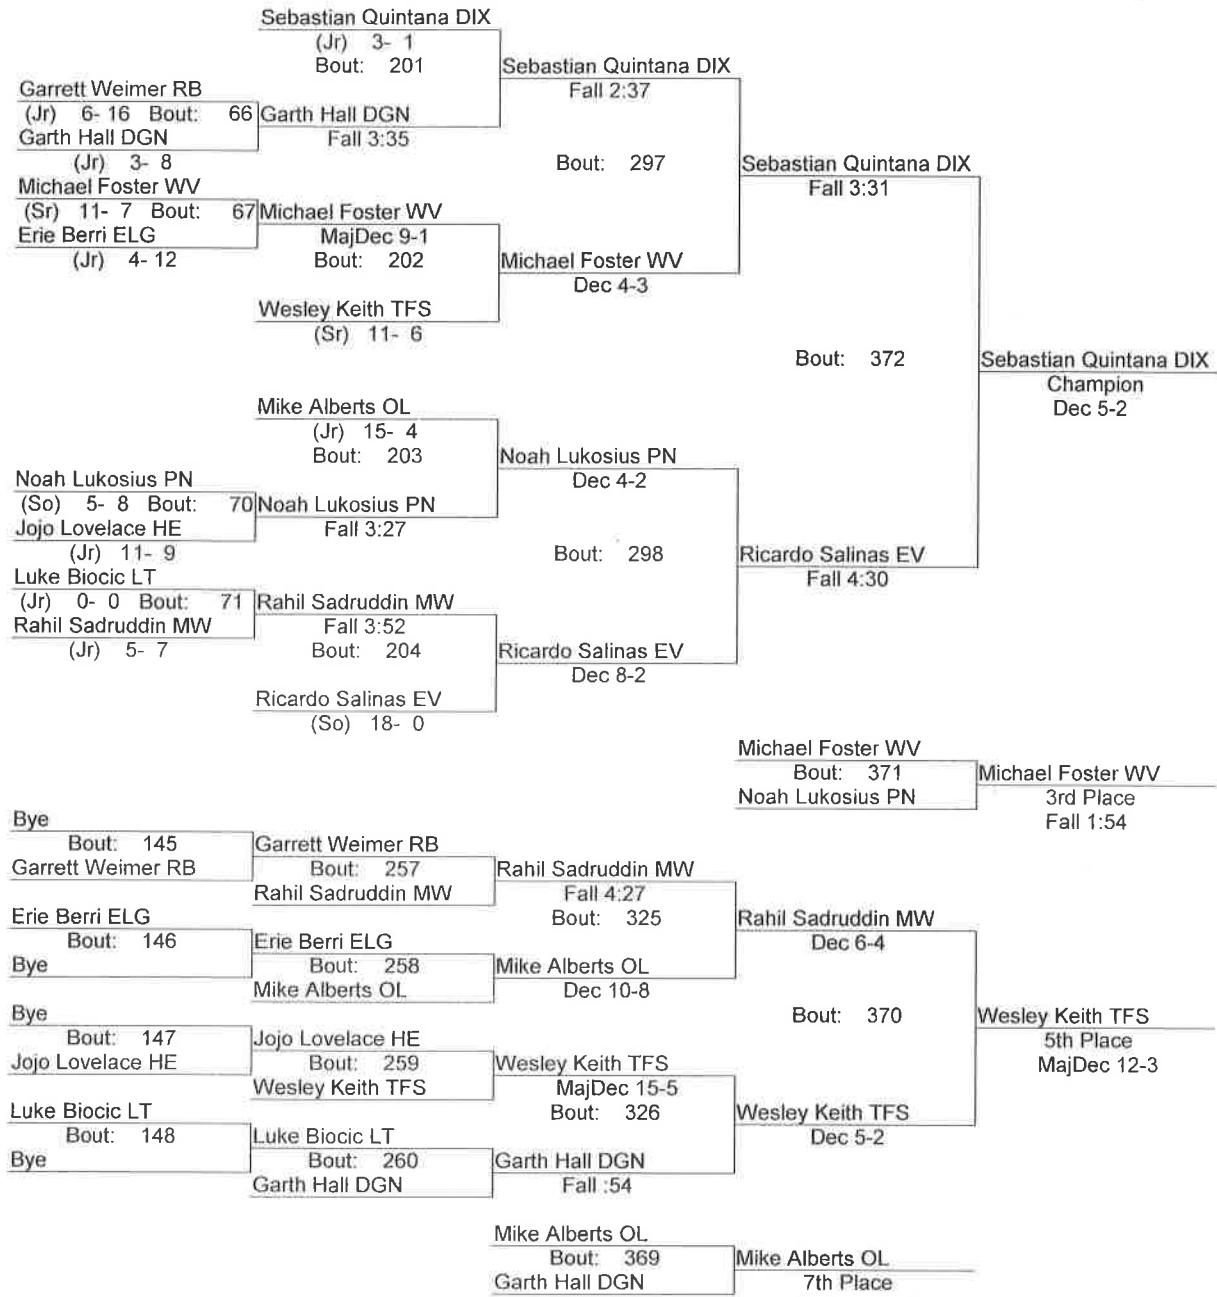 Sebastian Quintana DIX
(Jr) 3- 1
Bout: 201
Sebastian Quintana DIX
Fall 2:37
Garrett Weimer RB
(Jr) 6- 16 Bout: 66
Garth Hall DGN
Garth Hall DGN
Fall 3:35
(Jr) 3- 8
Bout: 297
Sebastian Quintana DIX
Fall 3:31
Michael Foster WV
(Sr) 11- 7 Bout: 67
Michael Foster WV
Erie Berri ELG
MajDec 9-1
(Jr) 4- 12
Bout: 202
Michael Foster WV
Dec 4-3
Wesley Keith TFS
(Sr) 11- 6
Bout: 372
Sebastian Quintana DIX
Champion
Dec 5-2
Mike Alberts OL
(Jr) 15- 4
Bout: 203
Noah Lukosius PN
Dec 4-2
Noah Lukosius PN
(So) 5- 8 Bout: 70
Noah Lukosius PN
Jojo Lovelace HE
Fall 3:27
(Jr) 11- 9
Bout: 298
Ricardo Salinas EV
Fall 4:30
Luke Biocic LT
(Jr) 0- 0 Bout: 71
Rahil Sadruddin MW
Rahil Sadruddin MW
Fall 3:52
(Jr) 5- 7
Bout: 204
Ricardo Salinas EV
Dec 8-2
Ricardo Salinas EV
(So) 18- 0
Michael Foster WV
Bout: 371
Michael Foster WV
Noah Lukosius PN
3rd Place
Fall 1:54
Bye
Bout: 145
Garrett Weimer RB
Garrett Weimer RB
Bout: 257
Rahil Sadruddin MW
Rahil Sadruddin MW
Fall 4:27
Bout: 325
Rahil Sadruddin MW
Dec 6-4
Erie Berri ELG
Bout: 146
Bye
Erie Berri ELG
Bout: 258
Mike Alberts OL
Mike Alberts OL
Dec 10-8
Bout: 370
Wesley Keith TFS
5th Place
MajDec 12-3
Bye
Bout: 147
Jojo Lovelace HE
Jojo Lovelace HE
Bout: 259
Wesley Keith TFS
Wesley Keith TFS
MajDec 15-5
Bout: 326
Wesley Keith TFS
Dec 5-2
Luke Biocic LT
Bout: 148
Bye
Luke Biocic LT
Bout: 260
Garth Hall DGN
Garth Hall DGN
Fall :54
Mike Alberts OL
Bout: 369
Mike Alberts OL
Garth Hall DGN
7th Place